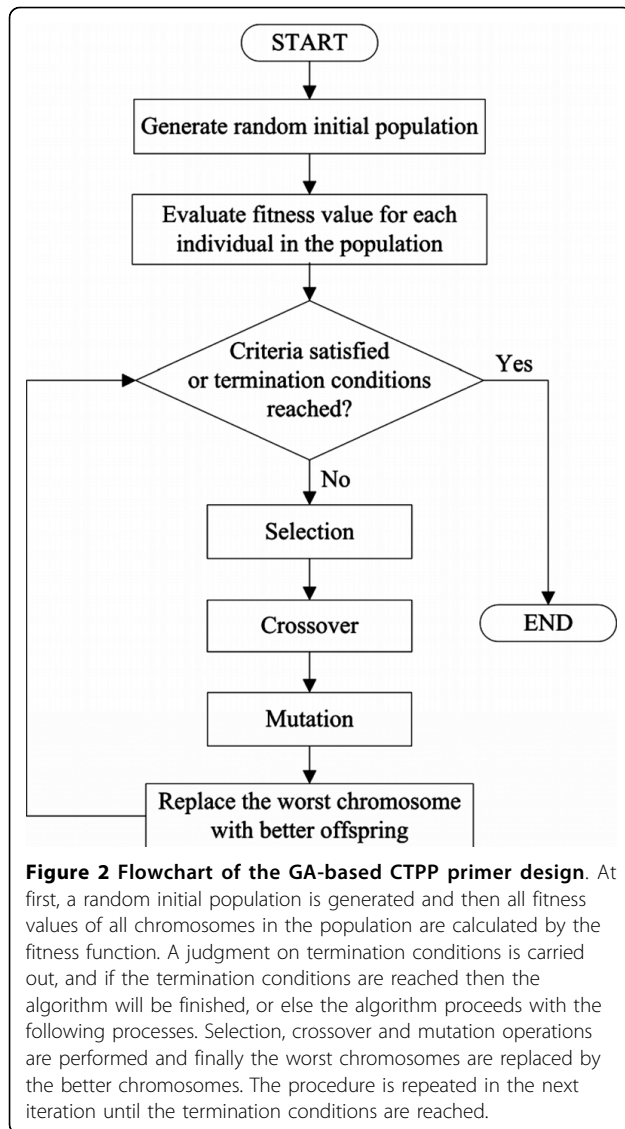 START
Generate random initial population
Evaluate fitness value for each
individual in the population
Criteria satisfied
or termination conditions
reached?
Yes
No
Selection
Crossover
Mutation
END
Replace the worst chromosome
with better offspring
Figure 2 Flowchart of the GA-based CTPP primer design. At
first, a random initial population is generated and then all fitness
values of all chromosomes in the population are calculated by the
fitness function. A judgment on termination conditions is carried
out, and if the termination conditions are reached then the
algorithm will be finished, or else the algorithm proceeds with the
following processes. Selection, crossover and mutation operations
are performed and finally the worst chromosomes are replaced by
the better chromosomes. The procedure is repeated in the next
iteration until the termination conditions are reached.